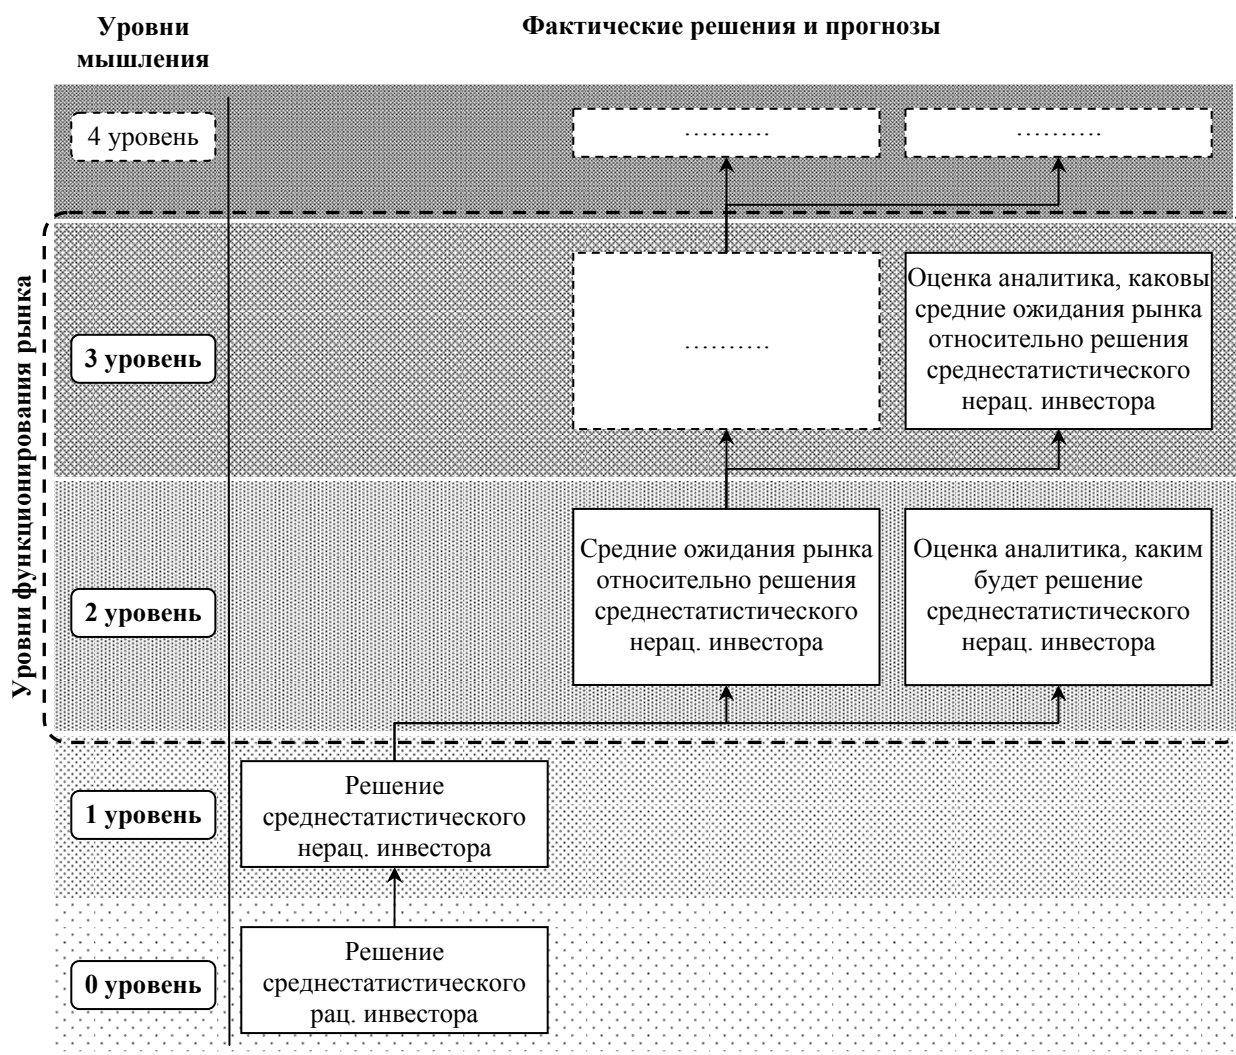 Уровни
мышления
Фактические решения и прогнозы
Уровни функционирования рынка
4 уровень
……….
……….
3 уровень
……….
Оценка аналитика, каковы
средние ожидания рынка
относительно решения
среднестатистического
нерац. инвестора
2 уровень
Средние ожидания рынка
относительно решения
среднестатистического
нерац. инвестора
Оценка аналитика, каким
будет решение
среднестатистического
нерац. инвестора
1 уровень
Решение
среднестатистического
нерац. инвестора
0 уровень
Решение
среднестатистического
рац. инвестора